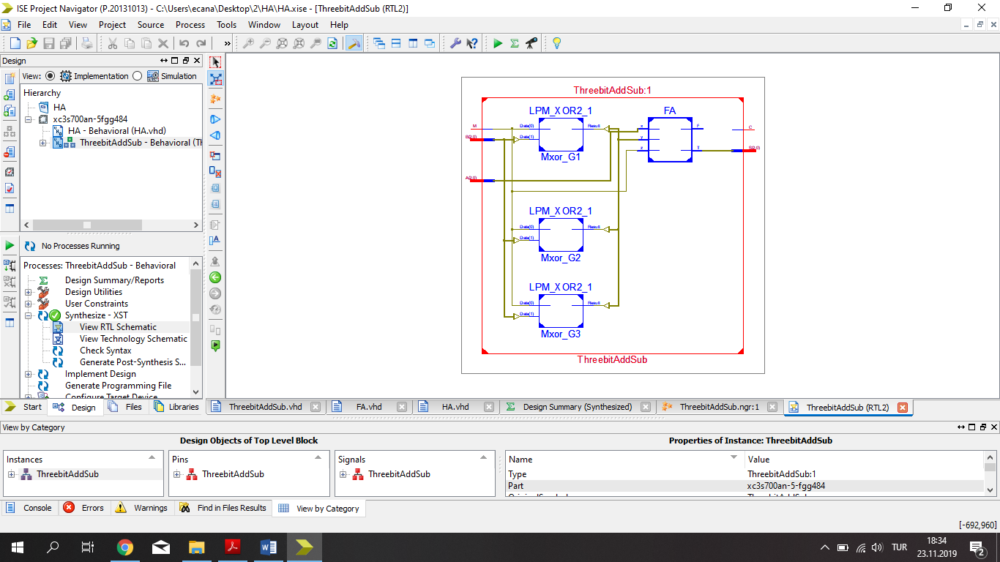 ISE Project Navigator (P.20131013) - C:\Users\ecana\Desktop\2\HA\HA.xise - [ThreebitAddSub (RTL2)]
File Edit View Project Source Process Tools Window Layout Help
Design
View: Implementation Simulation
Hierarchy
HA
xc3s700an-5fgg484
HA - Behavioral (HA.vhd)
ThreebitAddSub - Behavioral (Th
No Processes Running
Processes: ThreebitAddSub - Behavioral
Design Summary/Reports
Design Utilities
User Constraints
Synthesize - XST
View RTL Schematic
View Technology Schematic
Check Syntax
Generate Post-Synthesis S...
Implement Design
Generate Programming File
Configure Target Device
Start Design Files Libraries
ThreebitAddSub:1
LPM_XOR2_1 FA
M Data(0) Result x F C
B(2:0) Data(1) y
Mxor_G1 z T S(2:0)
A(2:0)
LPM_XOR2_1
Data(0) Result
Data(1)
Mxor_G2
LPM_XOR2_1
Data(0) Result
Data(1)
Mxor_G3
ThreebitAddSub
ThreebitAddSub.vhd FA.vhd HA.vhd Design Summary (Synthesized) ThreebitAddSub.ngr:1 ThreebitAddSub (RTL2)
View by Category
Design Objects of Top Level Block Properties of Instance: ThreebitAddSub
Instances Pins Signals Name Value
ThreebitAddSub ThreebitAddSub ThreebitAddSub Type ThreebitAddSub:1
Part xc3s700an-5-fgg484
Console Errors Warnings Find in Files Results View by Category
[-692,960]
18:34
TUR
23.11.2019
2